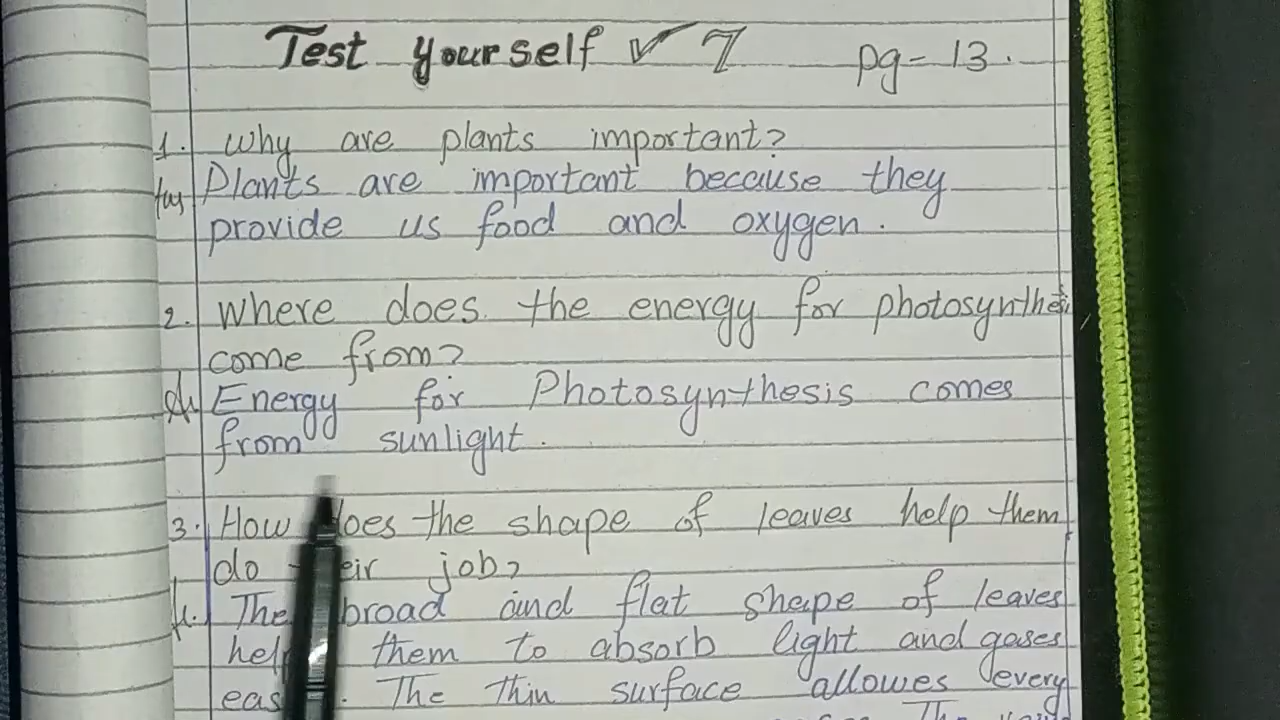 Test yourself ✓ 7 pg- 13.
1. Why are plants important?
Plants are important because they
provide us food and oxygen.
2. Where does the energy for photosynthesi
come from?
Energy for Photosynthesis comes
from sunlight.
3. How does the shape of leaves help them
do job?
The broad and flat shape of leaves
help them to absorb light and gases
The thin surface allowes every